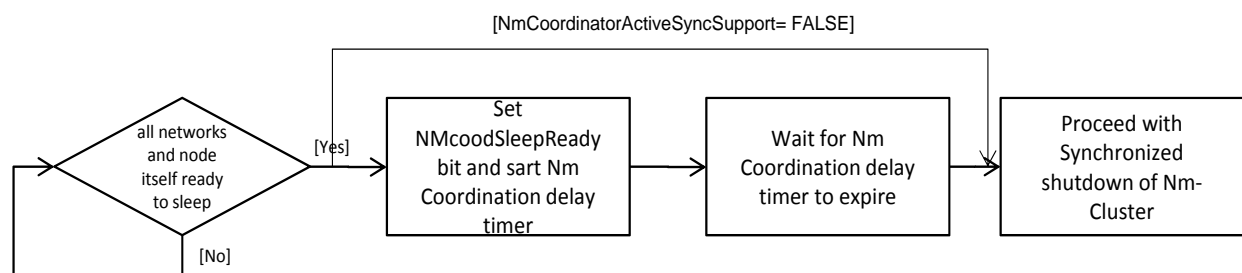 [NmCoordinatorActiveSyncSupport= FALSE]
all networks
and node
itself ready
to sleep
[Yes]
[No]
Set
NMcoodSleepReady
bit and sart Nm
Coordination delay
timer
Wait for Nm
Coordination delay
timer to expire
Proceed with
Synchronized
shutdown of Nm-
Cluster